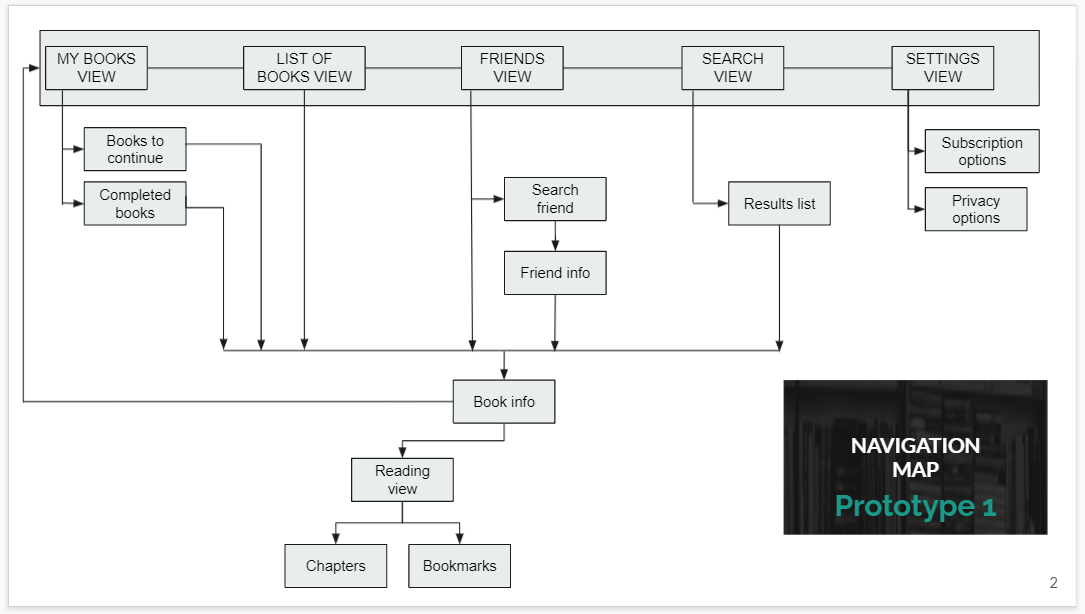 MY BOOKS
VIEW
LIST OF
BOOKS VIEW
FRIENDS
VIEW
SEARCH
VIEW
SETTINGS
VIEW
Books to
continue
Completed
books
Search
friend
Friend info
Results list
Subscription
options
Privacy
options
Book info
Reading
view
Chapters
Bookmarks
NAVIGATION
MAP
Prototype 1
2